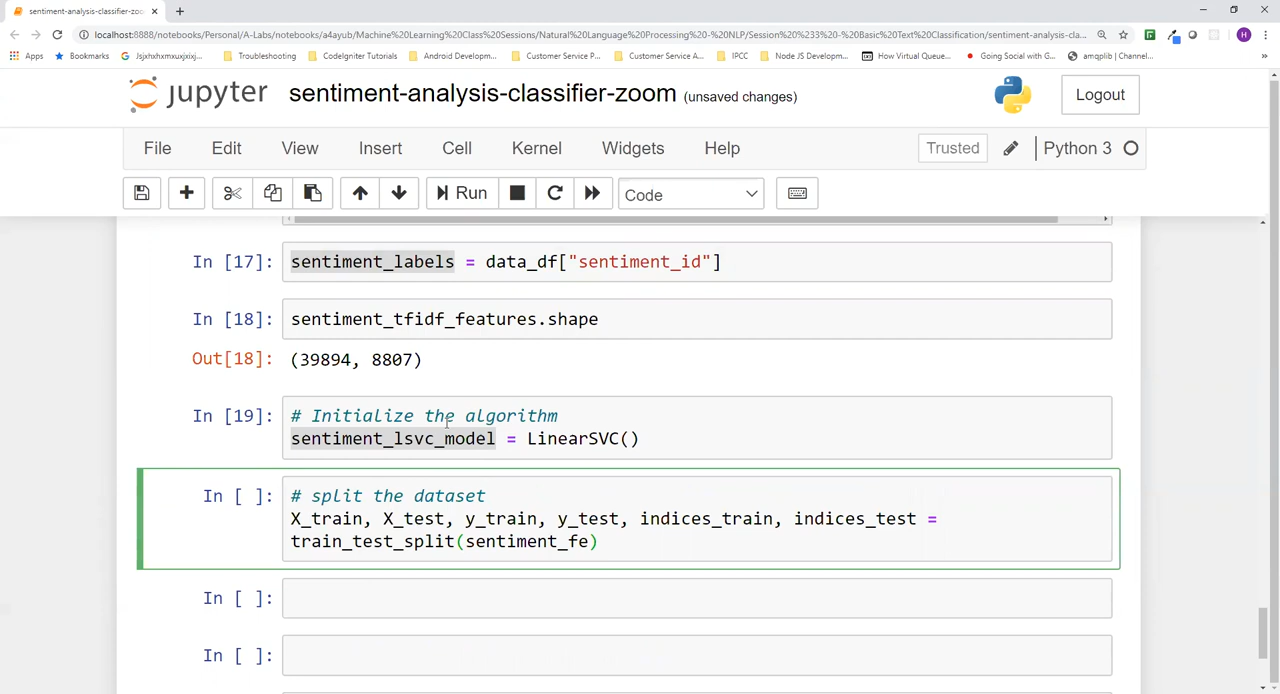 sentiment-analysis-classifier-zoo
localhost:8888/notebooks/Personal/A-Labs/notebooks/a4ayub/Machine%20Learning%20Class%20Sessions/Natural%20Language%20Processing%20-%20NLP/Session%20%233%20-%20Basic%20Text%20Classification/sentiment-analysis-cla...
Apps Bookmarks Jsjxhxmxuxjxixj... Troubleshooting CodeIgniter Tutorials Android Developm... Customer Service P... Customer Service A... IPCC Node JS Developm... How Virtual Queue... Going Social with G... amqplib | Channel...
jupyter sentiment-analysis-classifier-zoom (unsaved changes) Logout
File Edit View Insert Cell Kernel Widgets Help Trusted Python 3
Run Code
In [17]: sentiment_labels = data_df["sentiment_id"]
In [18]: sentiment_tfidf_features.shape
Out[18]: (39894, 8807)
In [19]: # Initialize the algorithm
sentiment_lsvc_model = LinearSVC()
In [ ]: # split the dataset
X_train, X_test, y_train, y_test, indices_train, indices_test =
train_test_split(sentiment_fe)
In [ ]:
In [ ]: